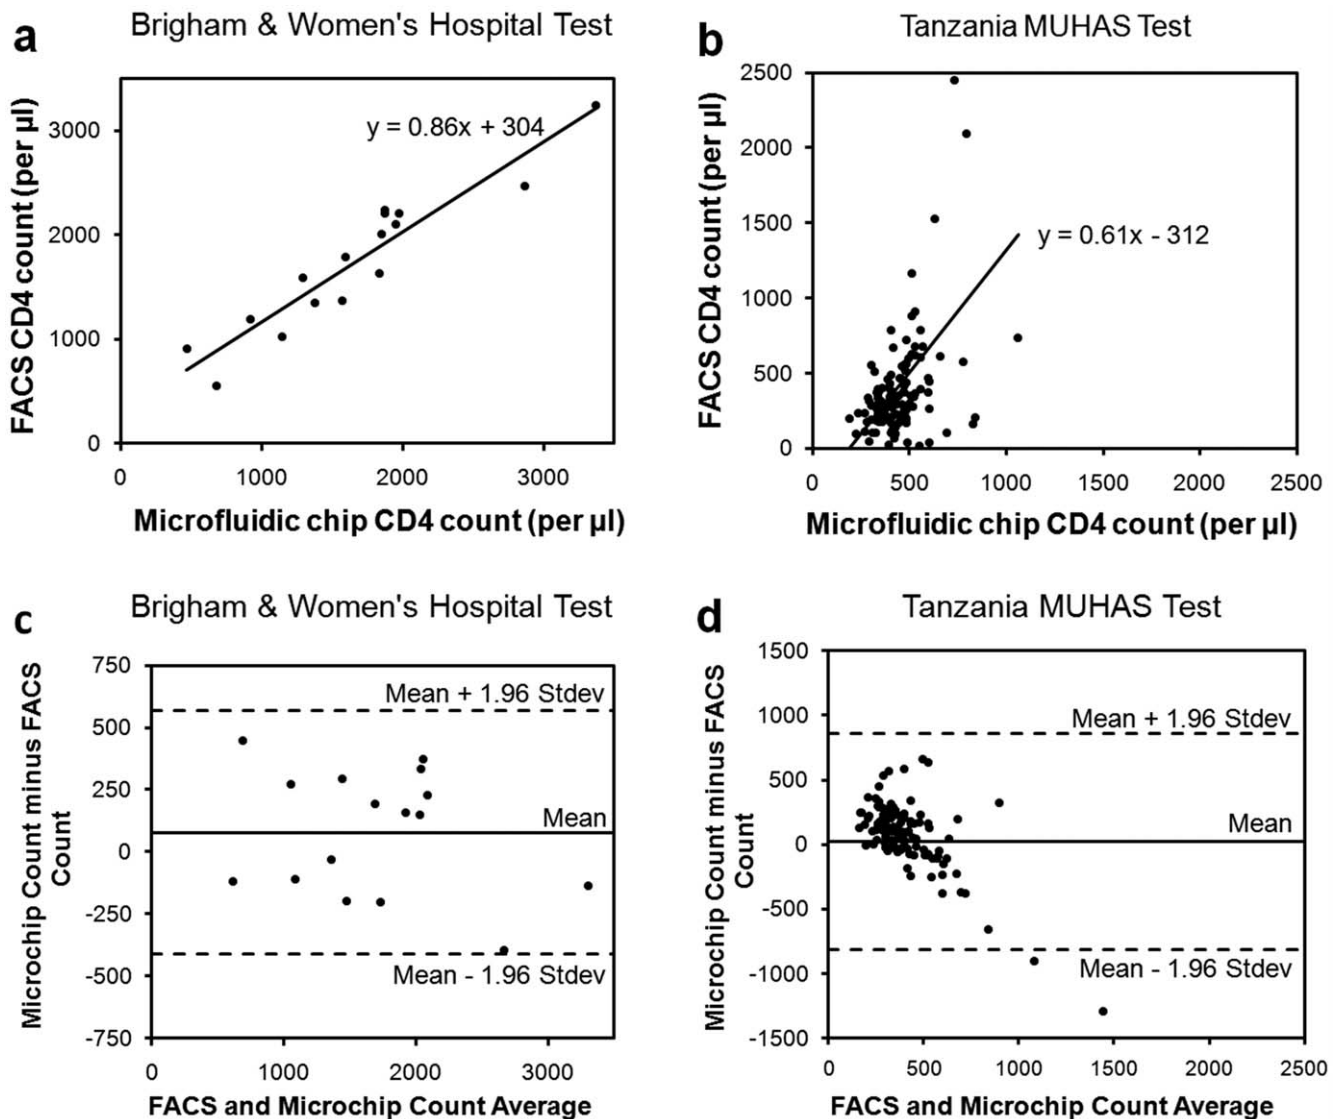 a
Brigham & Women's Hospital Test
FACS CD4 count (per µl)
3000
2000
1000
0
y = 0.86x + 304
0 1000 2000 3000
Microfluidic chip CD4 count (per µl)
b
Tanzania MUHAS Test
FACS CD4 count (per µl)
2500
2000
1500
1000
500
0
y = 0.61x - 312
0 500 1000 1500 2000 2500
Microfluidic chip CD4 count (per µl)
c
Brigham & Women's Hospital Test
Microchip Count minus FACS
Count
750
500
250
0
-250
-500
-750
Mean + 1.96 Stdev
Mean
Mean - 1.96 Stdev
0 1000 2000 3000
FACS and Microchip Count Average
d
Tanzania MUHAS Test
Microchip Count minus FACS
Count
1500
1000
500
0
-500
-1000
-1500
Mean + 1.96 Stdev
Mean
Mean - 1.96 Stdev
0 500 1000 1500 2000 2500
FACS and Microchip Count Average